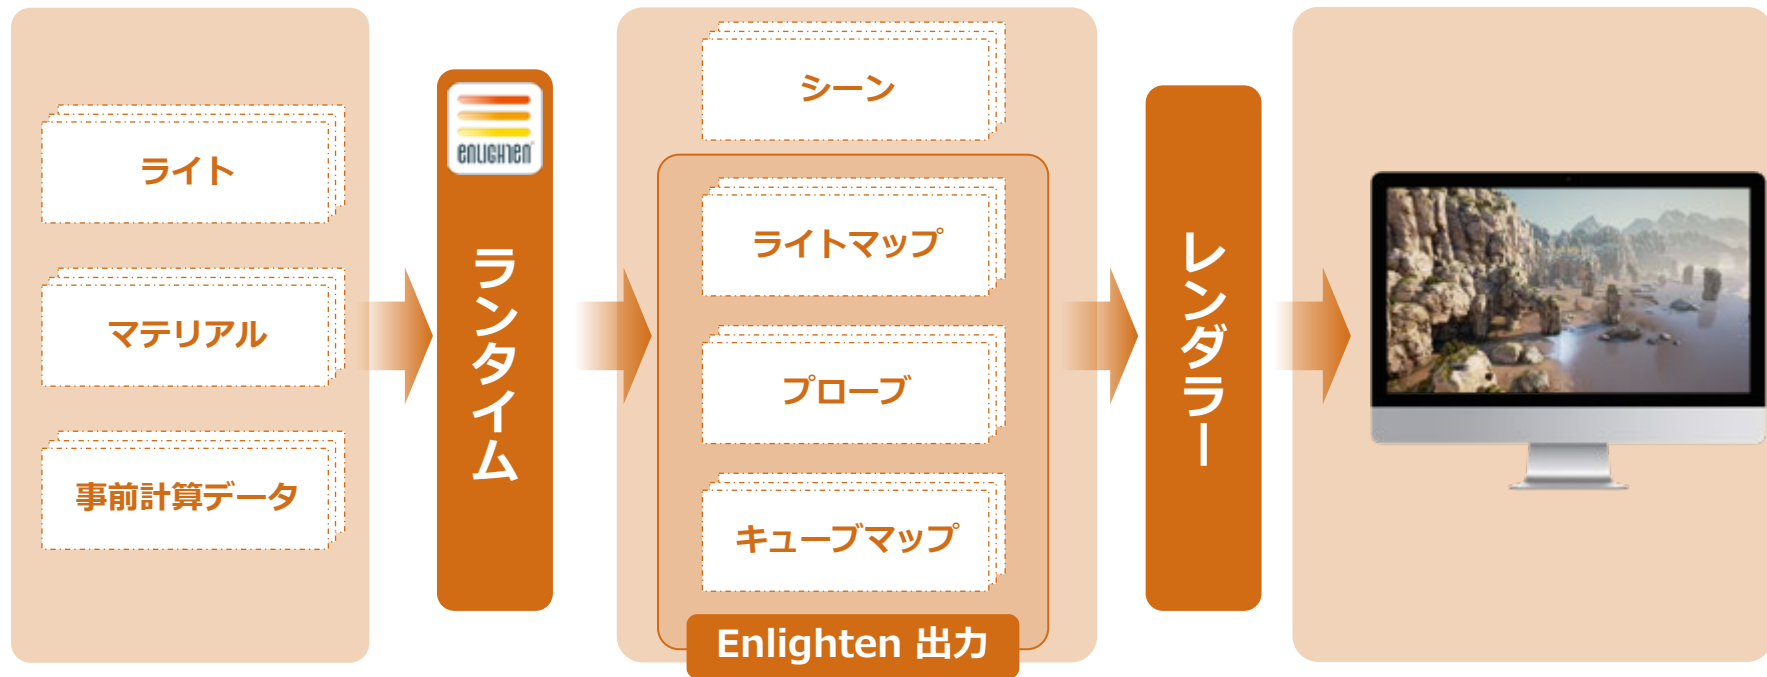 ライト
マテリアル
事前計算データ
ENLIGHTEN
ランタイム
シーン
ライトマップ
プローブ
キューブマップ
Enlighten 出力
レンダラー